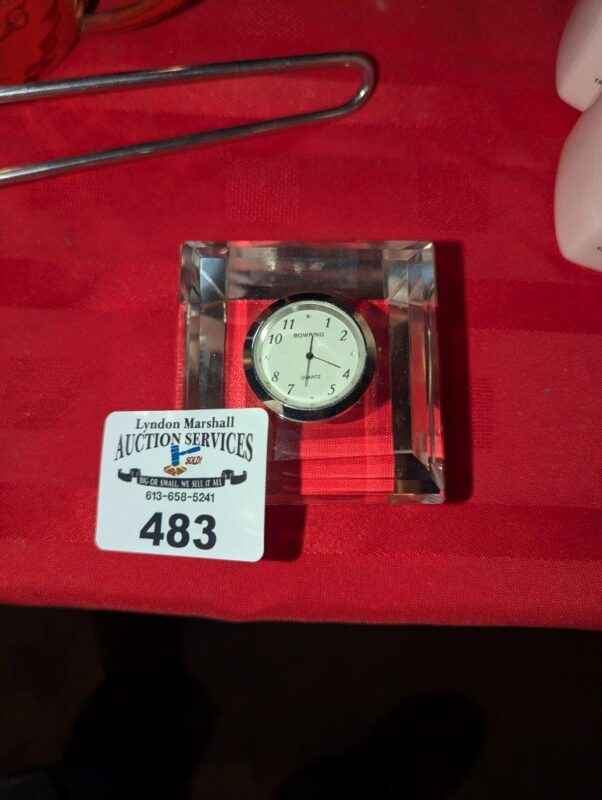 11 1
10 2
BOWRING
8 4
QUARTZ
7 5
Lyndon Marshall
AUCTION SERVICES
SOLD!
BIG OR SMALL, WE SELL IT ALL
613-658-5241
483